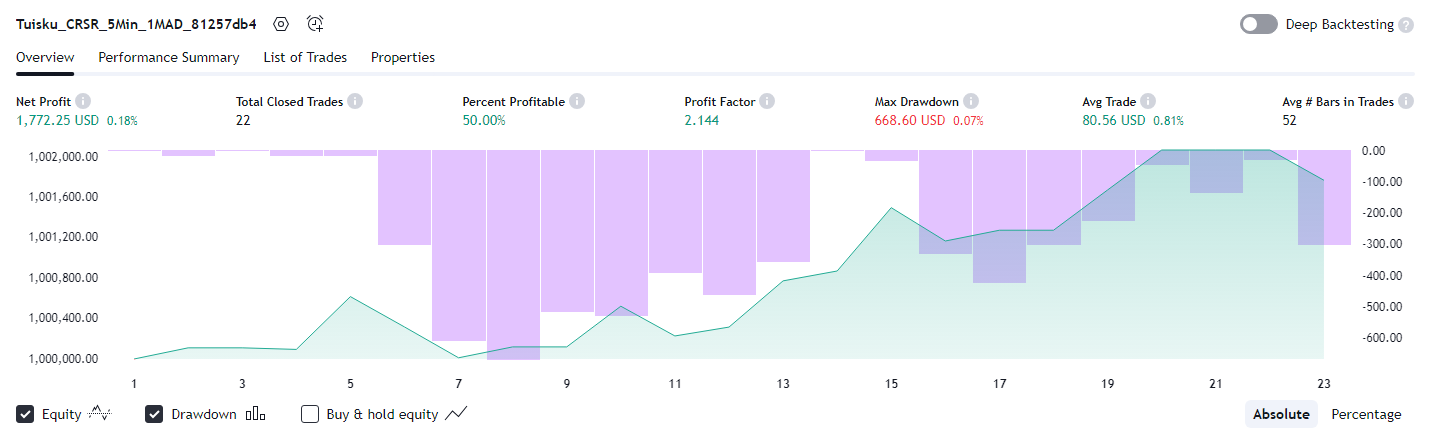 Tuisku_CRSR_5Min_1MAD_81257db4 Deep Backtesting ?
Overview Performance Summary List of Trades Properties
Net Profit i Total Closed Trades i Percent Profitable i Profit Factor i Max Drawdown i Avg Trade i Avg # Bars in Trades i
1,772.25 USD 0.18% 22 50.00% 2.144 668.60 USD 0.07% 80.56 USD 0.81% 52
1,002,000.00 0.00
1,001,600.00 -100.00
1,001,200.00 -200.00
1,000,800.00 -300.00
1,000,400.00 -400.00
1,000,000.00 -500.00
-600.00
1 3 5 7 9 11 13 15 17 19 21 23
Equity Drawdown Buy & hold equity Absolute Percentage